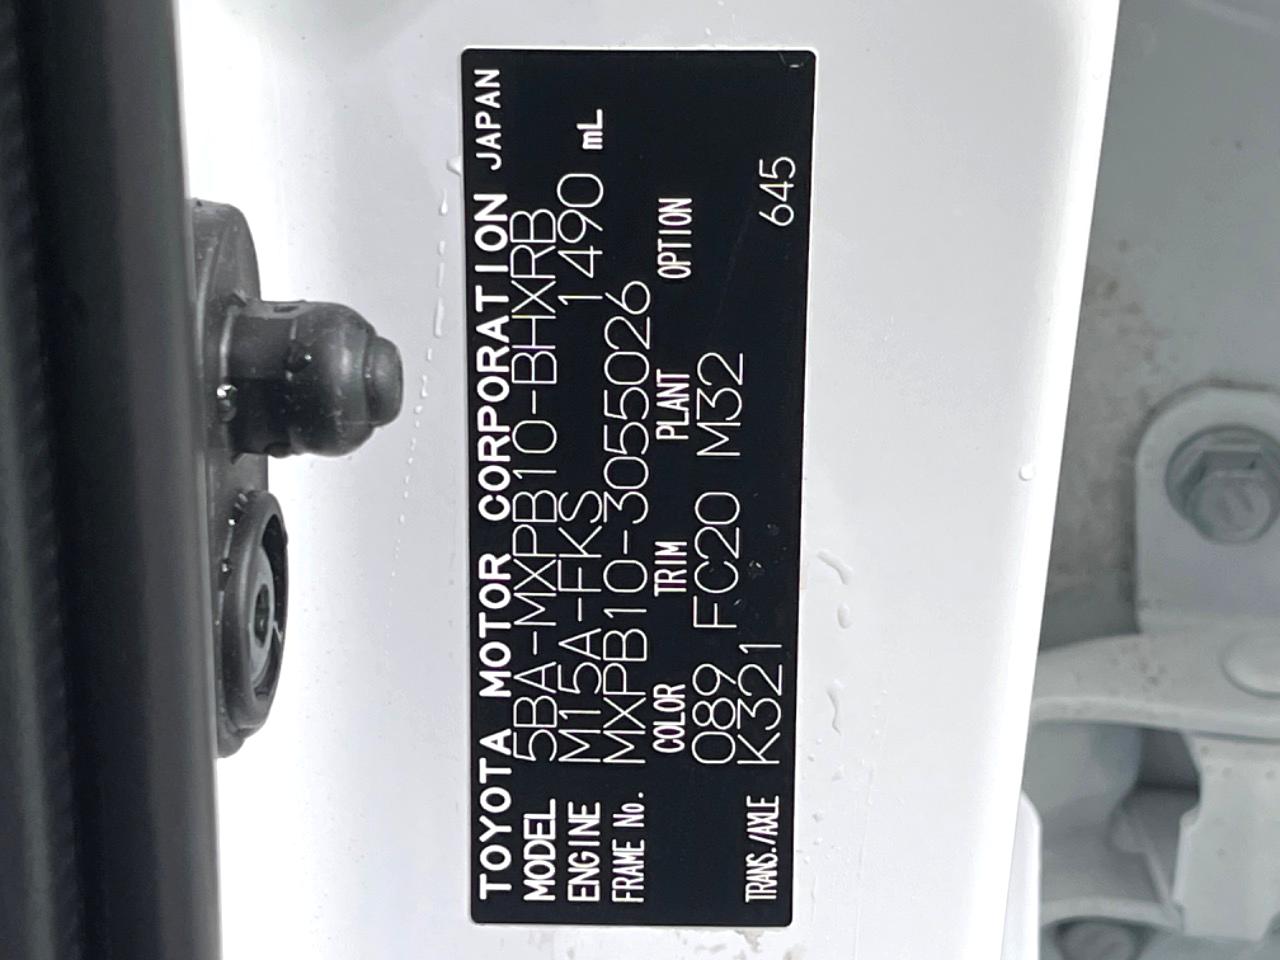 TOYOTA MOTOR CORPORATION JAPAN
MODEL 5BA-MXPB10-BHXRB
ENGINE M15A-FKS 1490 mL
FRAME No. MXPB10-3055026
COLOR TRIM PLANT OPTION
089 FC20 M32
TRANS./AXLE K321
645